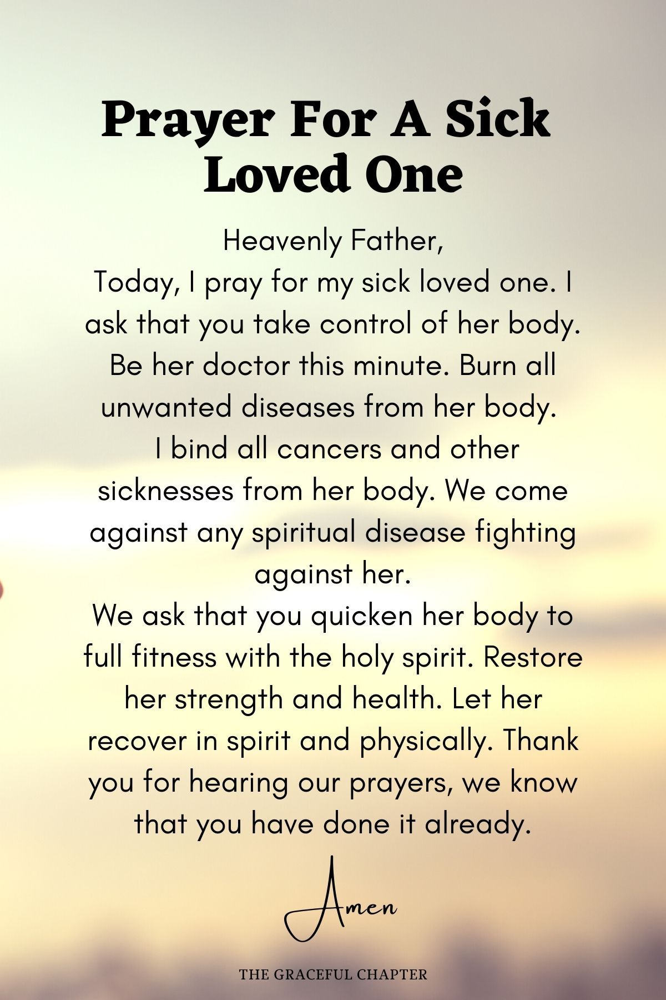 Prayer For A Sick
Loved One
Heavenly Father,
Today, I pray for my sick loved one. I
ask that you take control of her body.
Be her doctor this minute. Burn all
unwanted diseases from her body.
I bind all cancers and other
sicknesses from her body. We come
against any spiritual disease fighting
against her.
We ask that you quicken her body to
full fitness with the holy spirit. Restore
her strength and health. Let her
recover in spirit and physically. Thank
you for hearing our prayers, we know
that you have done it already.
Amen
THE GRACEFUL CHAPTER